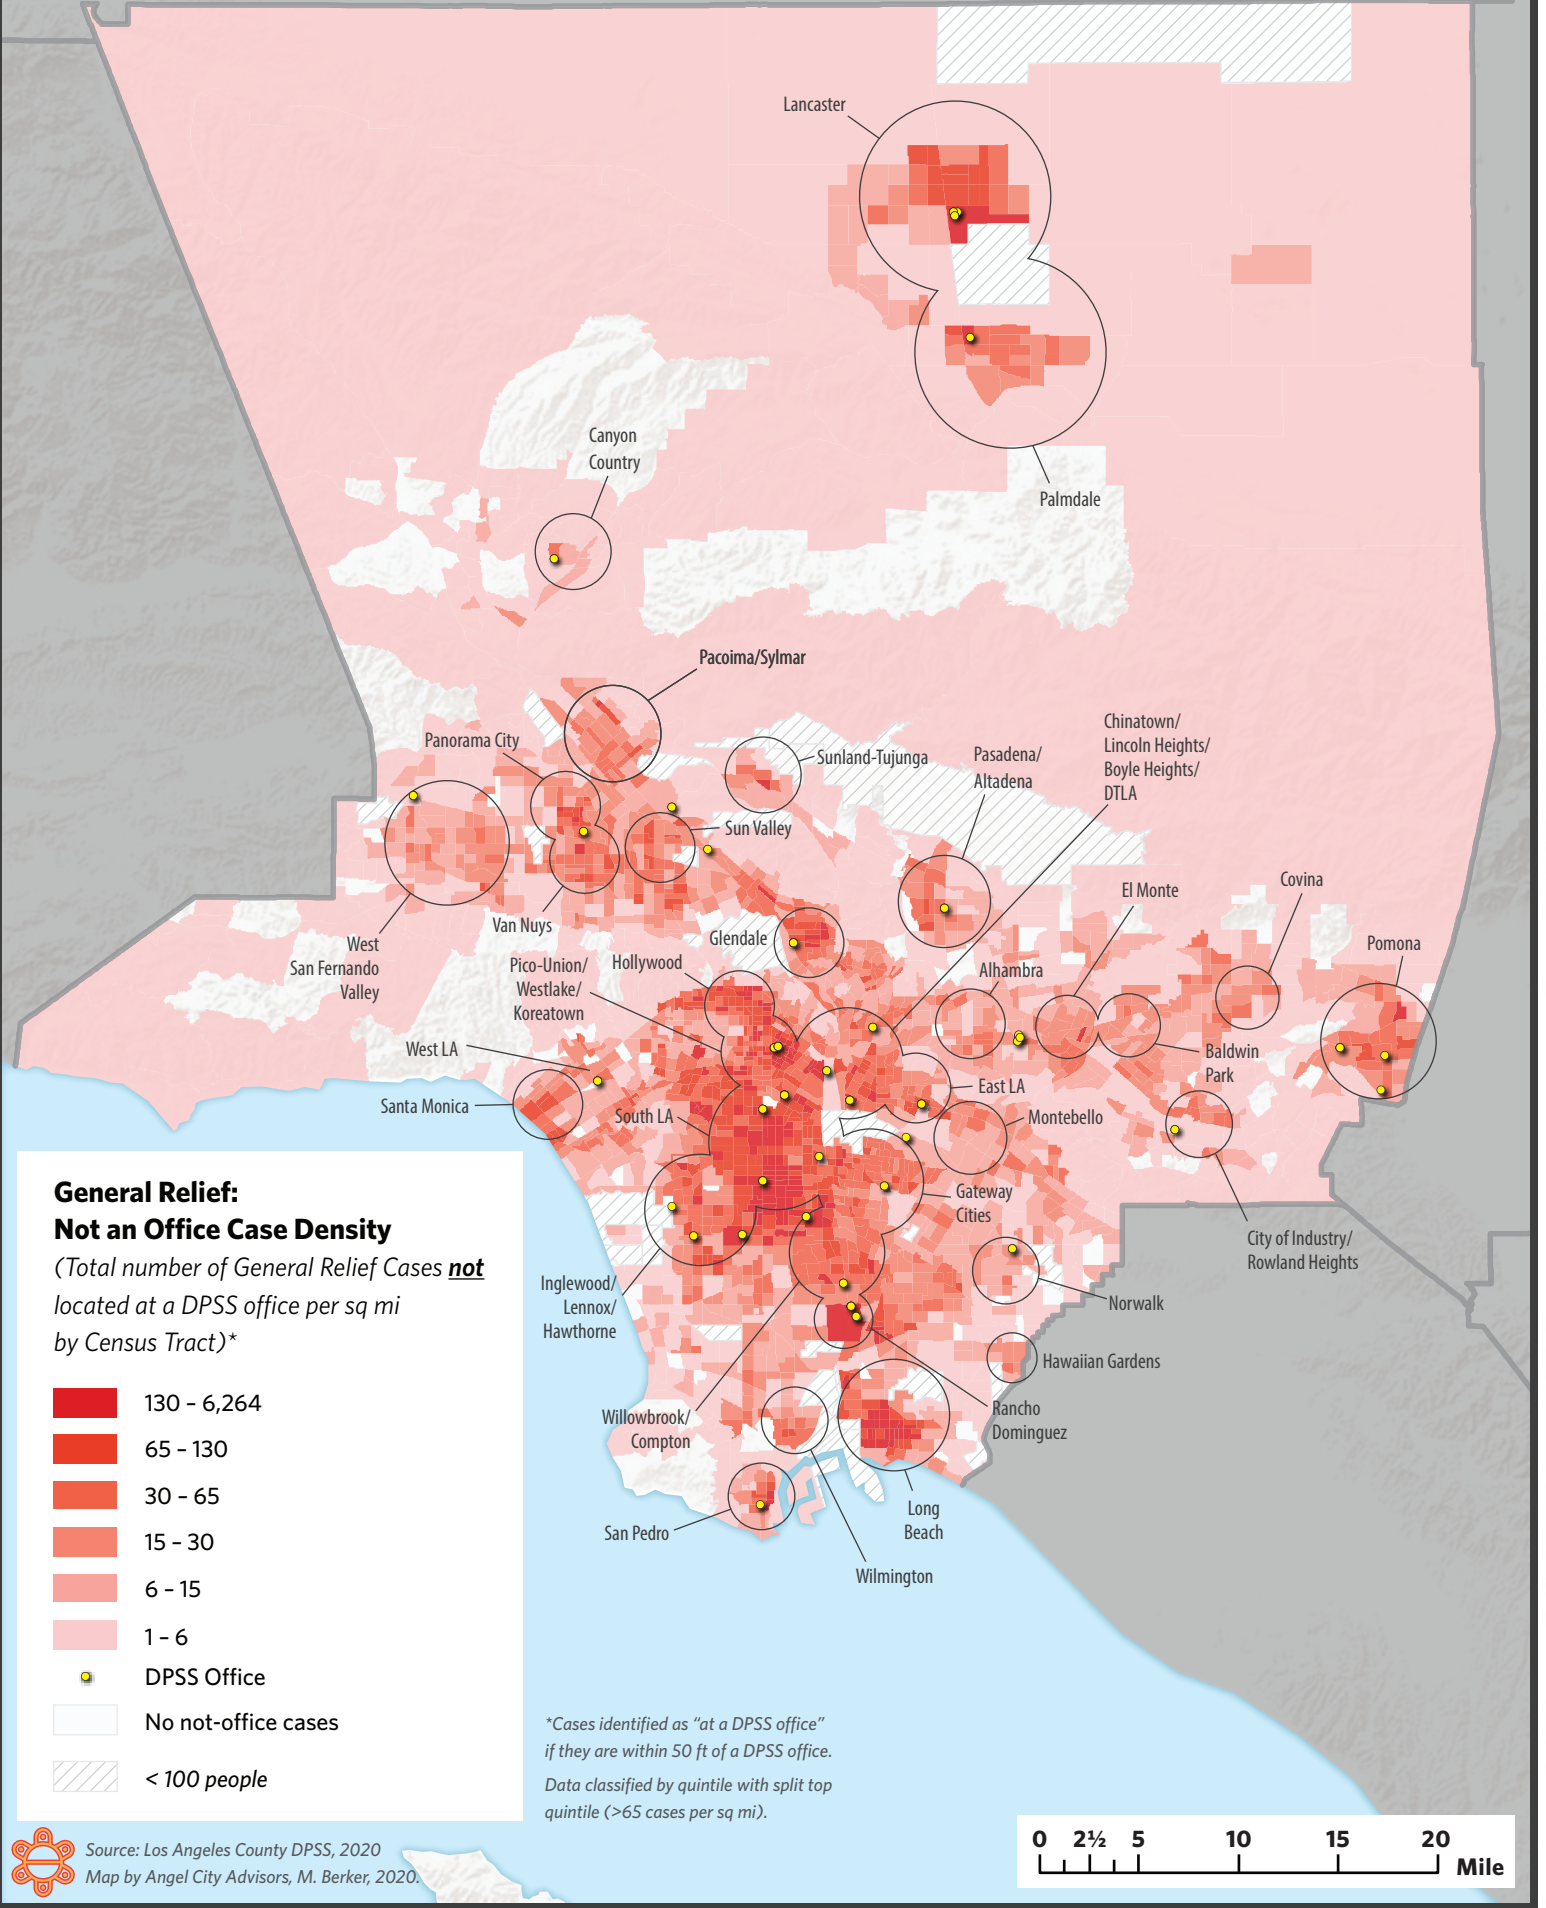 Lancaster
Canyon
Country
Palmdale
Pacoima/Sylmar
Chinatown/
Lincoln Heights/
Boyle Heights/
DTLA
Panorama City
Sunland-Tujunga
Pasadena/
Altadena
Sun Valley
El Monte
Covina
Van Nuys
West
San Fernando
Valley
Glendale
Pomona
Pico-Union/
Westlake/
Koreatown
Hollywood
Alhambra
West LA
Baldwin
Park
Santa Monica
South LA
East LA
Montebello
Gateway
Cities
City of Industry/
Rowland Heights
Inglewood/
Lennox/
Hawthorne
Norwalk
Hawaiian Gardens
Willowbrook/
Compton
Rancho
Dominguez
Long
Beach
San Pedro
Wilmington
General Relief:
Not an Office Case Density
(Total number of General Relief Cases not
located at a DPSS office per sq mi
by Census Tract)*
130 – 6,264
65 – 130
30 – 65
15 – 30
6 – 15
1 – 6
DPSS Office
No not-office cases
< 100 people
*Cases identified as “at a DPSS office”
if they are within 50 ft of a DPSS office.
Data classified by quintile with split top
quintile (>65 cases per sq mi).
Source: Los Angeles County DPSS, 2020
Map by Angel City Advisors, M. Berker, 2020.
0 2½ 5 10 15 20
Mile